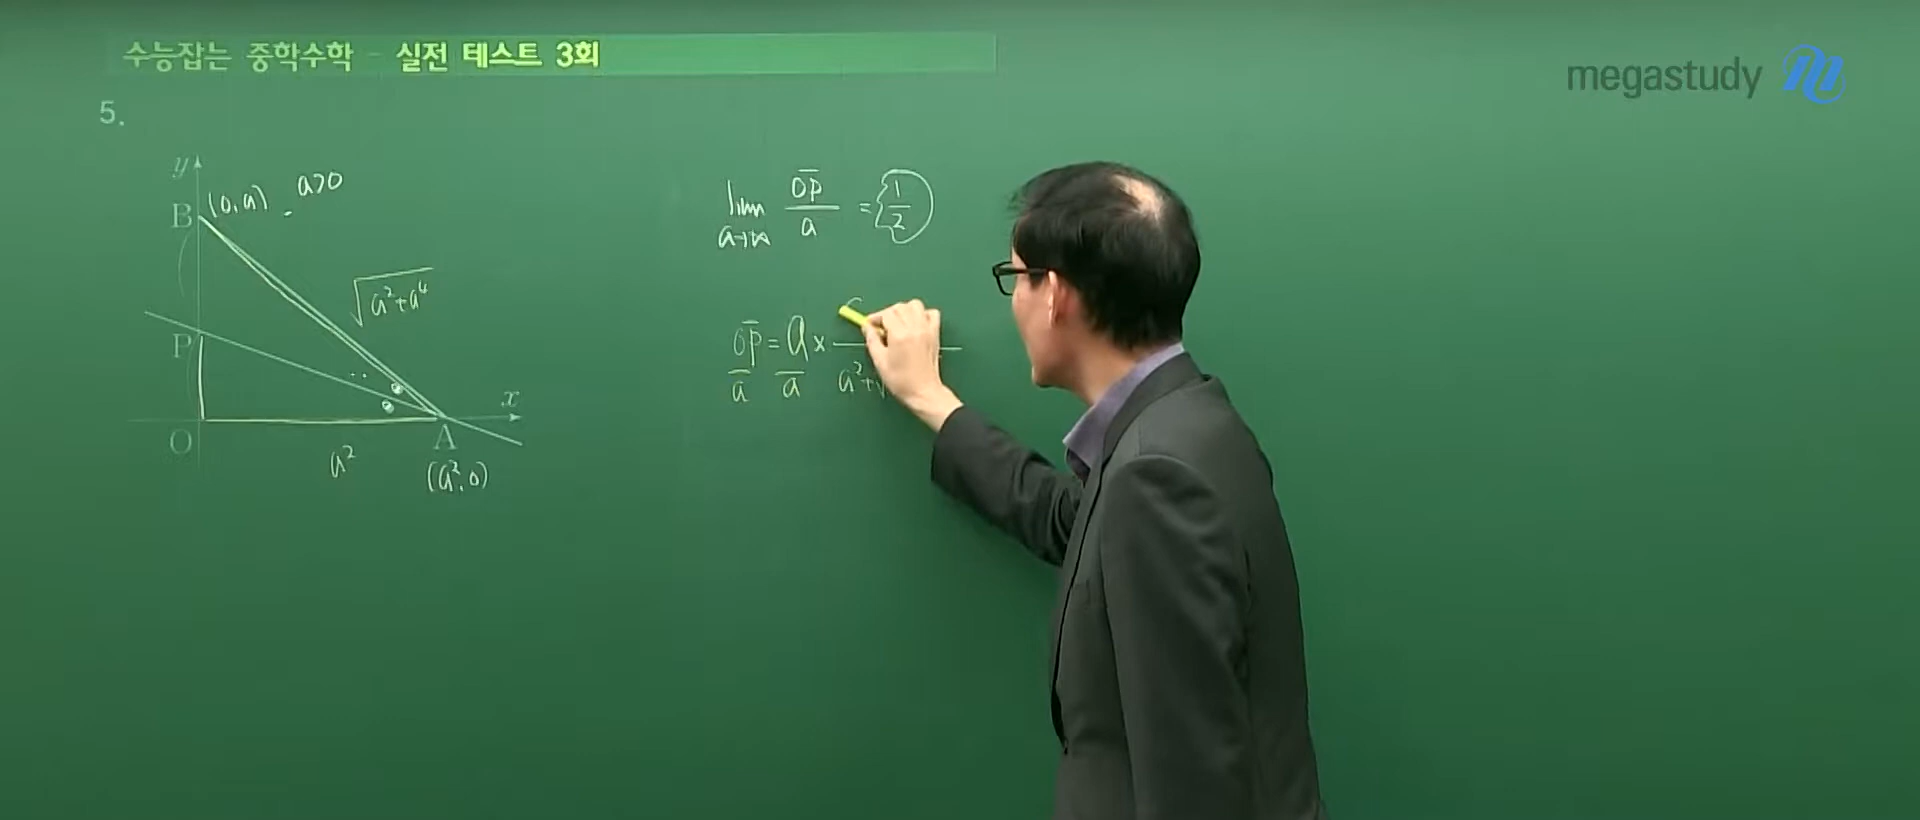 수능잡는 중학수학 - 실전 테스트 3회
megastudy
5.
y
B (0, a) . a>0
√(a²+a⁴)
P
x
O
A
a²
(a², 0)
lim a→∞ OP/a = 1/2
OP/a = a/a ×
a²+√